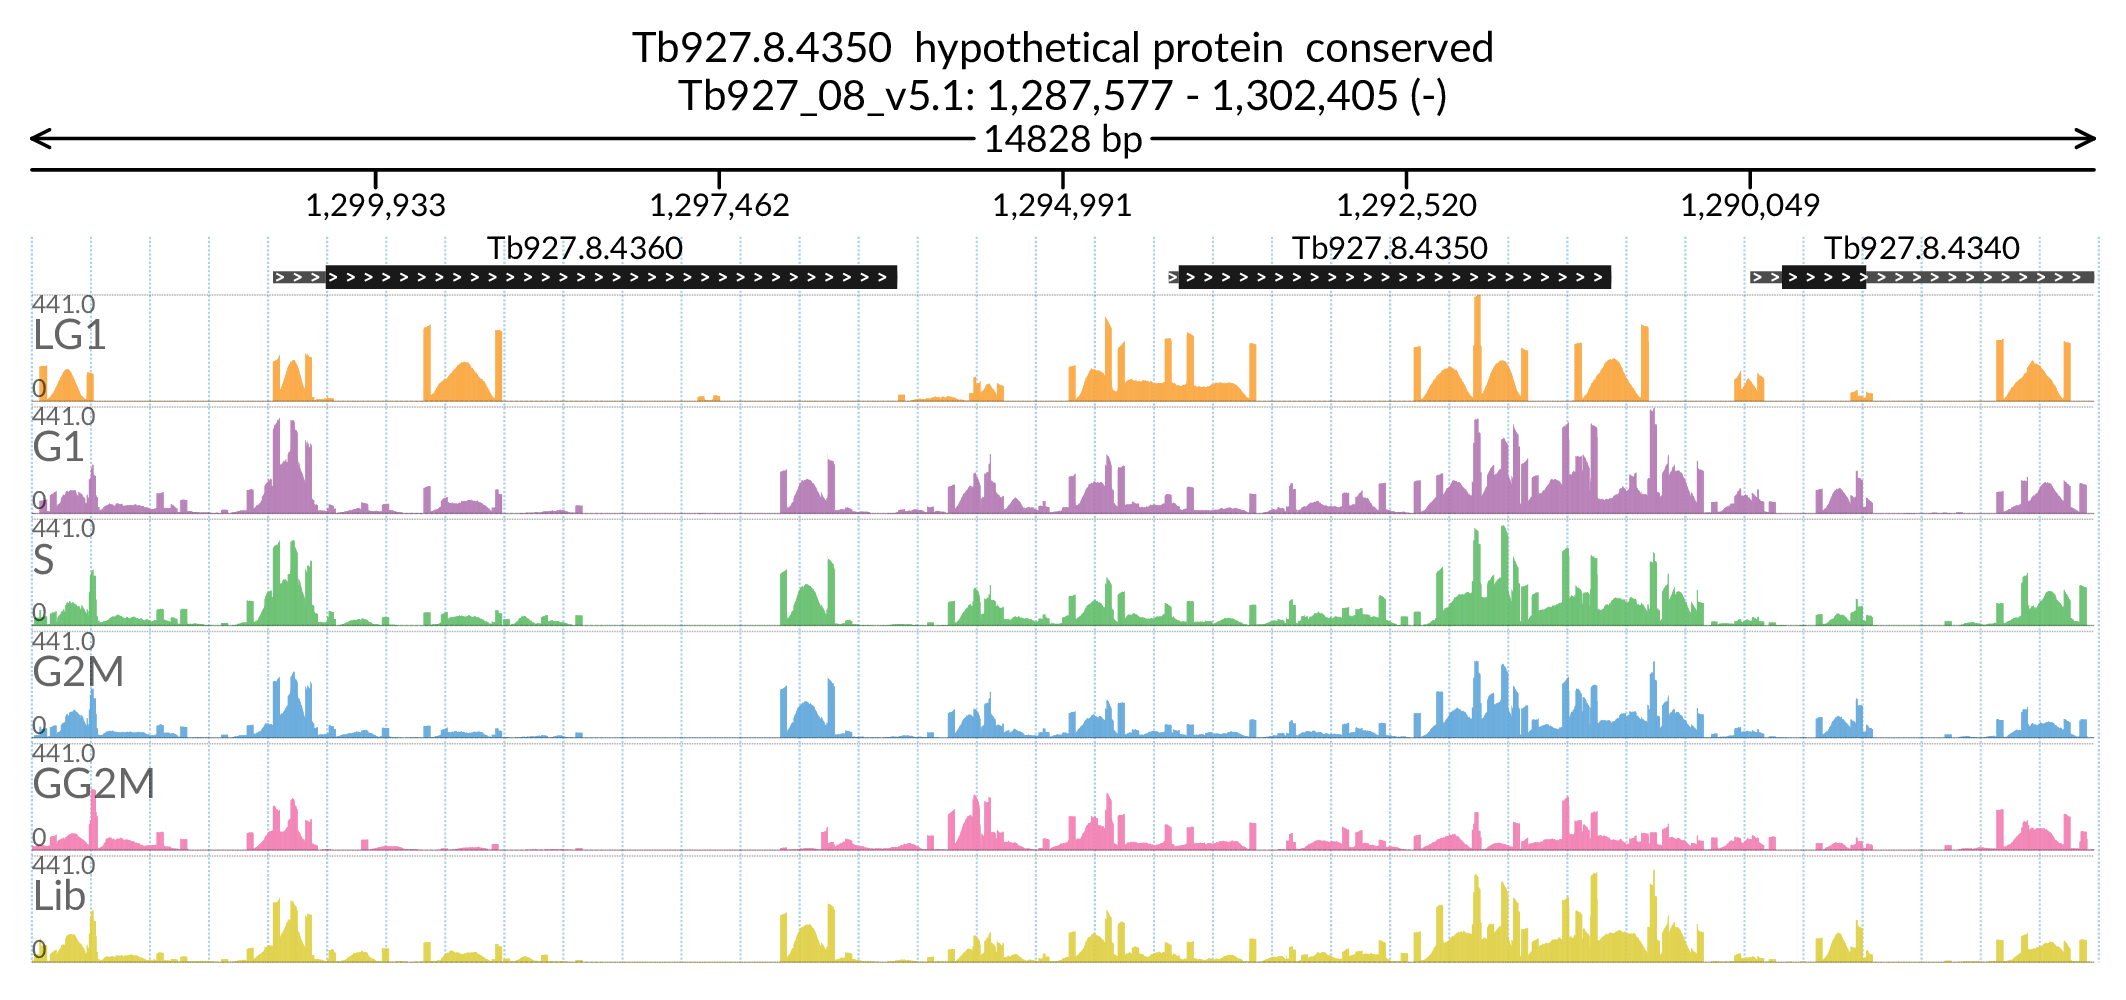 Tb927.8.4350  hypothetical protein  conserved
Tb927_08_v5.1: 1,287,577 - 1,302,405 (-)
14828 bp
1,299,933 1,297,462 1,294,991 1,292,520 1,290,049
Tb927.8.4360 Tb927.8.4350 Tb927.8.4340
441.0
LG1
0
441.0
G1
0
441.0
S
0
441.0
G2M
0
441.0
GG2M
0
441.0
Lib
0